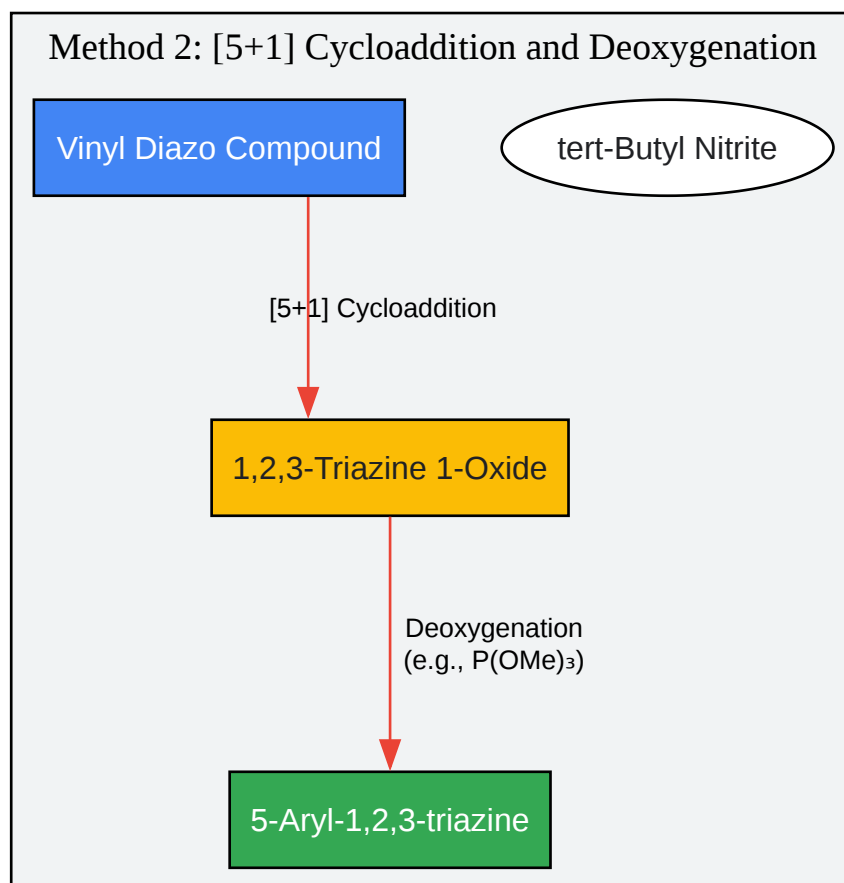 Method 2: [5+1] Cycloaddition and Deoxygenation
Vinyl Diazo Compound
tert-Butyl Nitrite
[5+1] Cycloaddition
1,2,3-Triazine 1-Oxide
Deoxygenation
(e.g., P(OMe)₃)
5-Aryl-1,2,3-triazine